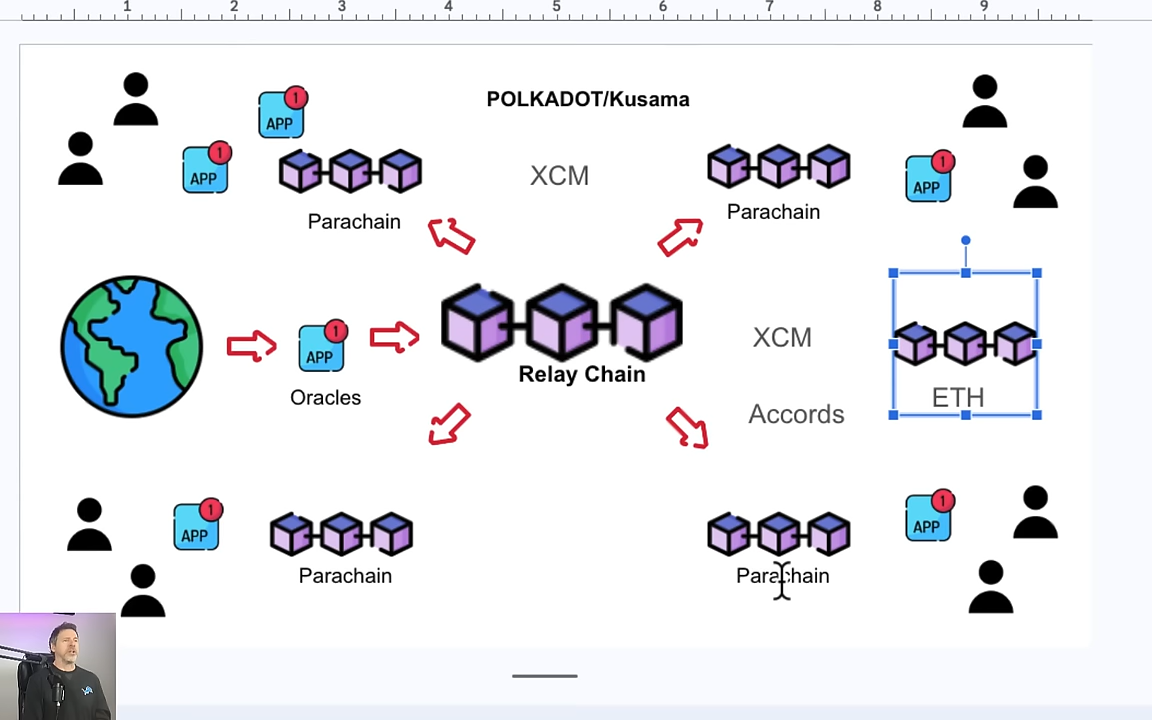 1 2 3 4 5 6 7 8 9
POLKADOT/Kusama
1
APP
1
APP
XCM
1
APP
Parachain
Parachain
1
APP
Oracles
Relay Chain
XCM
Accords
ETH
1
APP
Parachain
Parachain
1
APP